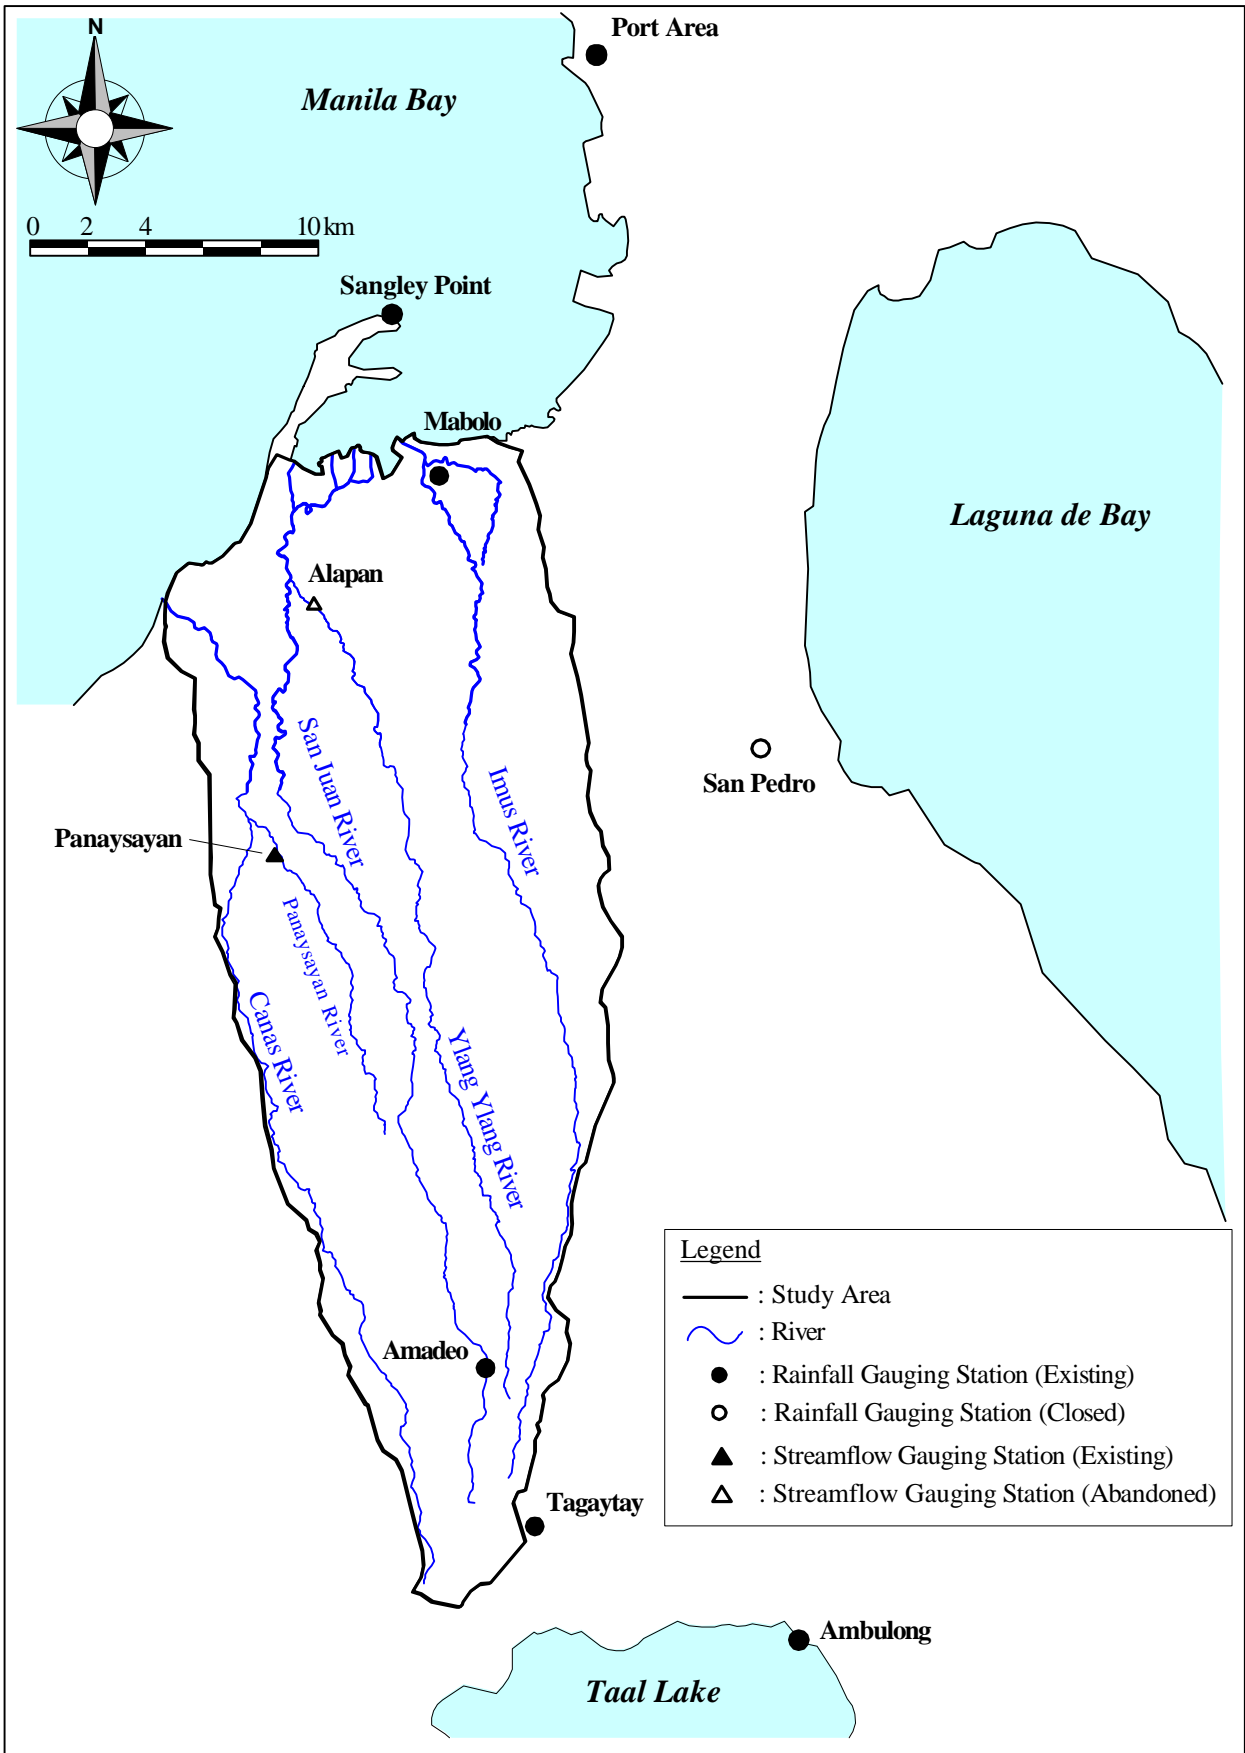 Port Area
N
Manila Bay
0 2 4 10 km
Sangley Point
Mabolo
Laguna de Bay
Alapan
San Juan River
Imus River
San Pedro
Panaysayan
Panaysayan River
Canas River
Ylang Ylang River
Legend
: Study Area
: River
: Rainfall Gauging Station (Existing)
: Rainfall Gauging Station (Closed)
: Streamflow Gauging Station (Existing)
: Streamflow Gauging Station (Abandoned)
Amadeo
Tagaytay
Ambulong
Taal Lake